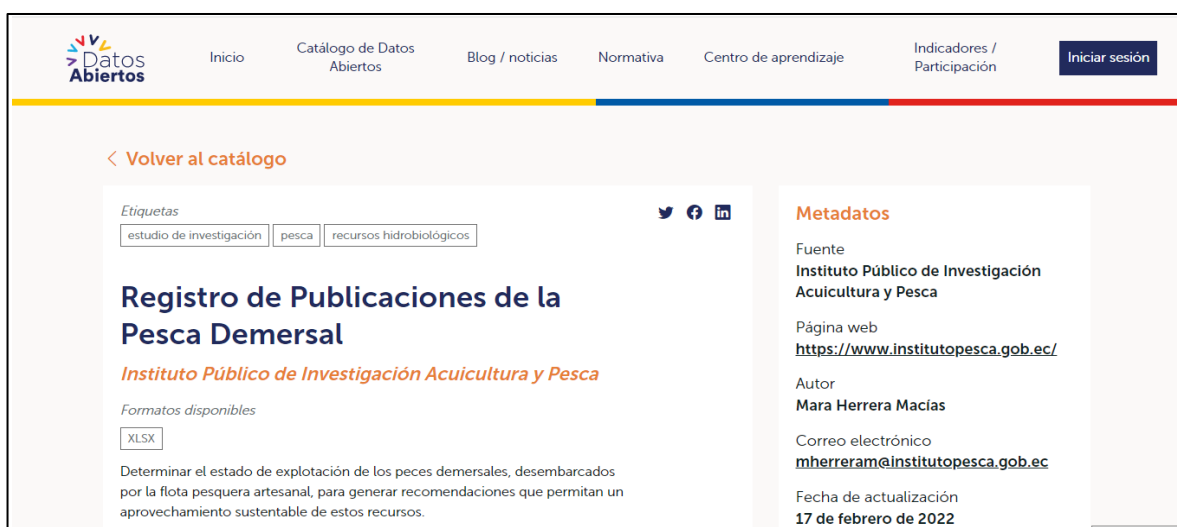 Datos
Abiertos
Inicio
Catálogo de Datos
Abiertos
Blog / noticias
Normativa
Centro de aprendizaje
Indicadores /
Participación
Iniciar sesión
Volver al catálogo
Etiquetas
estudio de investigación
pesca
recursos hidrobiológicos
Registro de Publicaciones de la
Pesca Demersal
Instituto Público de Investigación Acuicultura y Pesca
Formatos disponibles
XLSX
Determinar el estado de explotación de los peces demersales, desembarcados
por la flota pesquera artesanal, para generar recomendaciones que permitan un
aprovechamiento sustentable de estos recursos.
Metadatos
Fuente
Instituto Público de Investigación
Acuicultura y Pesca
Página web
https://www.institutopesca.gob.ec/
Autor
Mara Herrera Macías
Correo electrónico
mherreram@institutopesca.gob.ec
Fecha de actualización
17 de febrero de 2022